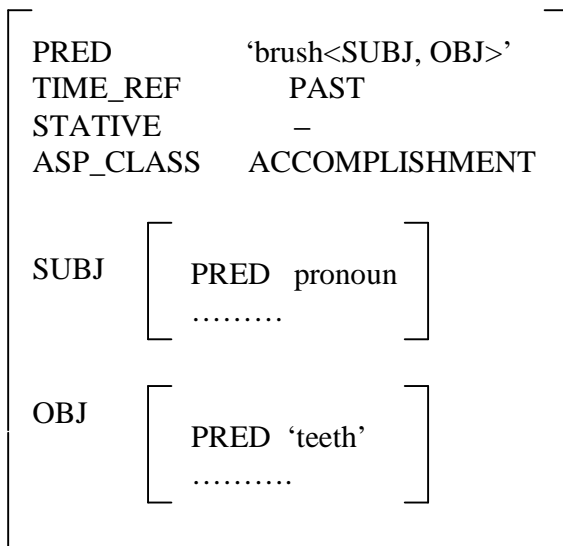 PRED ‘brush<SUBJ, OBJ>’
TIME_REF PAST
STATIVE –
ASP_CLASS ACCOMPLISHMENT
SUBJ
PRED pronoun
………
OBJ
PRED ‘teeth’
……….